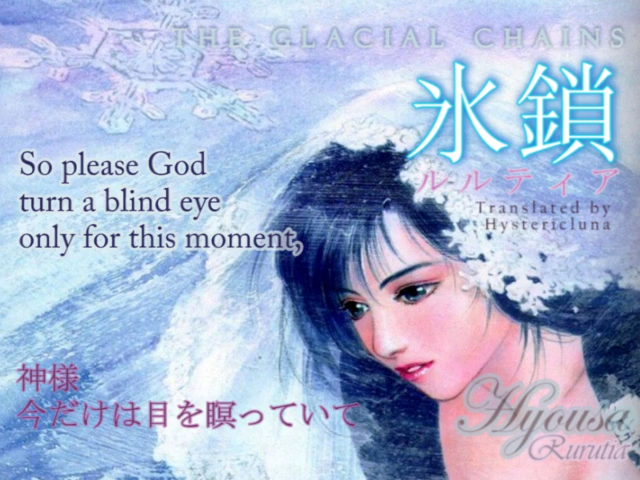 THE GLACIAL CHAINS
氷鎖
ルルティア
Translated by
Hystericluna
So please God
turn a blind eye
only for this moment,
神様
今だけは目を瞑っていて
Hyousa
Rurutia